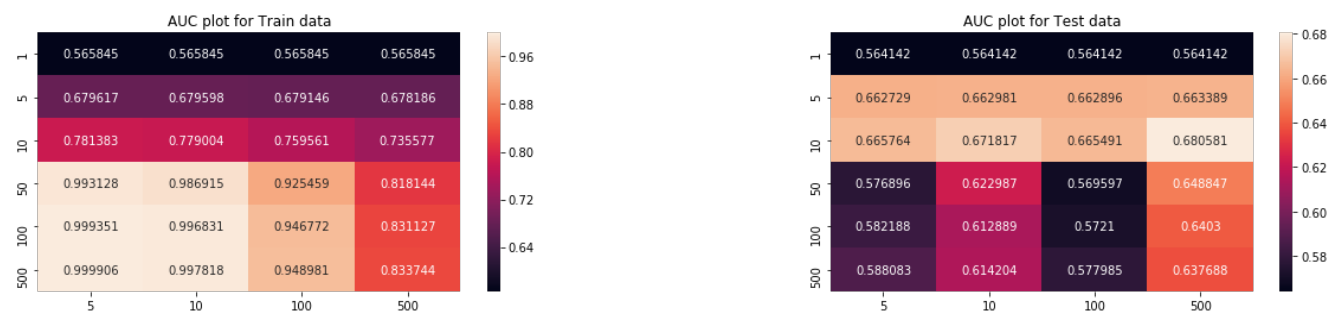 AUC plot for Train data
1 0.565845 0.565845 0.565845 0.565845
5 0.679617 0.679598 0.679146 0.678186
10 0.781383 0.779004 0.759561 0.735577
50 0.993128 0.986915 0.925459 0.818144
100 0.999351 0.996831 0.946772 0.831127
500 0.999906 0.997818 0.948981 0.833744
5 10 100 500
0.96
0.88
0.80
0.72
0.64
AUC plot for Test data
1 0.564142 0.564142 0.564142 0.564142
5 0.662729 0.662981 0.662896 0.663389
10 0.665764 0.671817 0.665491 0.680581
50 0.576896 0.622987 0.569597 0.648847
100 0.582188 0.612889 0.5721 0.6403
500 0.588083 0.614204 0.577985 0.637688
5 10 100 500
0.68
0.66
0.64
0.62
0.60
0.58